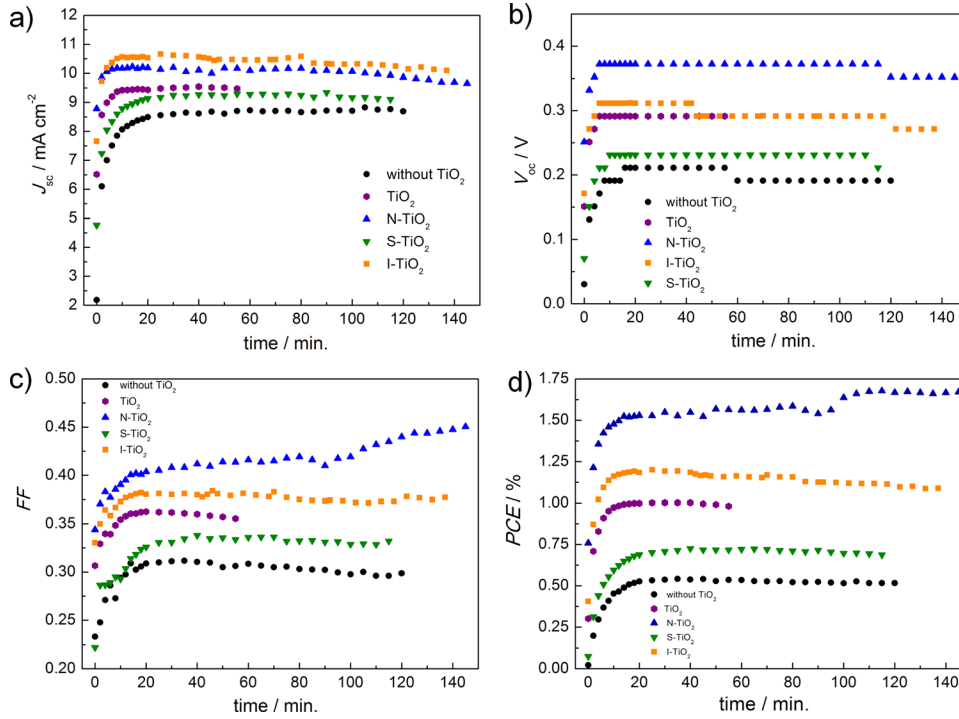 a)
12
11
10
9
8
7
6
5
4
3
2
J sc / mA cm⁻²
without TiO₂
TiO₂
N-TiO₂
S-TiO₂
I-TiO₂
0 20 40 60 80 100 120 140
time / min.
b)
0.4
0.3
0.2
0.1
0.0
V oc / V
without TiO₂
TiO₂
N-TiO₂
I-TiO₂
S-TiO₂
0 20 40 60 80 100 120 140
time / min.
c)
0.50
0.45
0.40
0.35
0.30
0.25
0.20
FF
without TiO₂
TiO₂
N-TiO₂
S-TiO₂
I-TiO₂
0 20 40 60 80 100 120 140
time / min.
d)
1.75
1.50
1.25
1.00
0.75
0.50
0.25
0.00
PCE / %
without TiO₂
TiO₂
N-TiO₂
S-TiO₂
I-TiO₂
0 20 40 60 80 100 120 140
time / min.